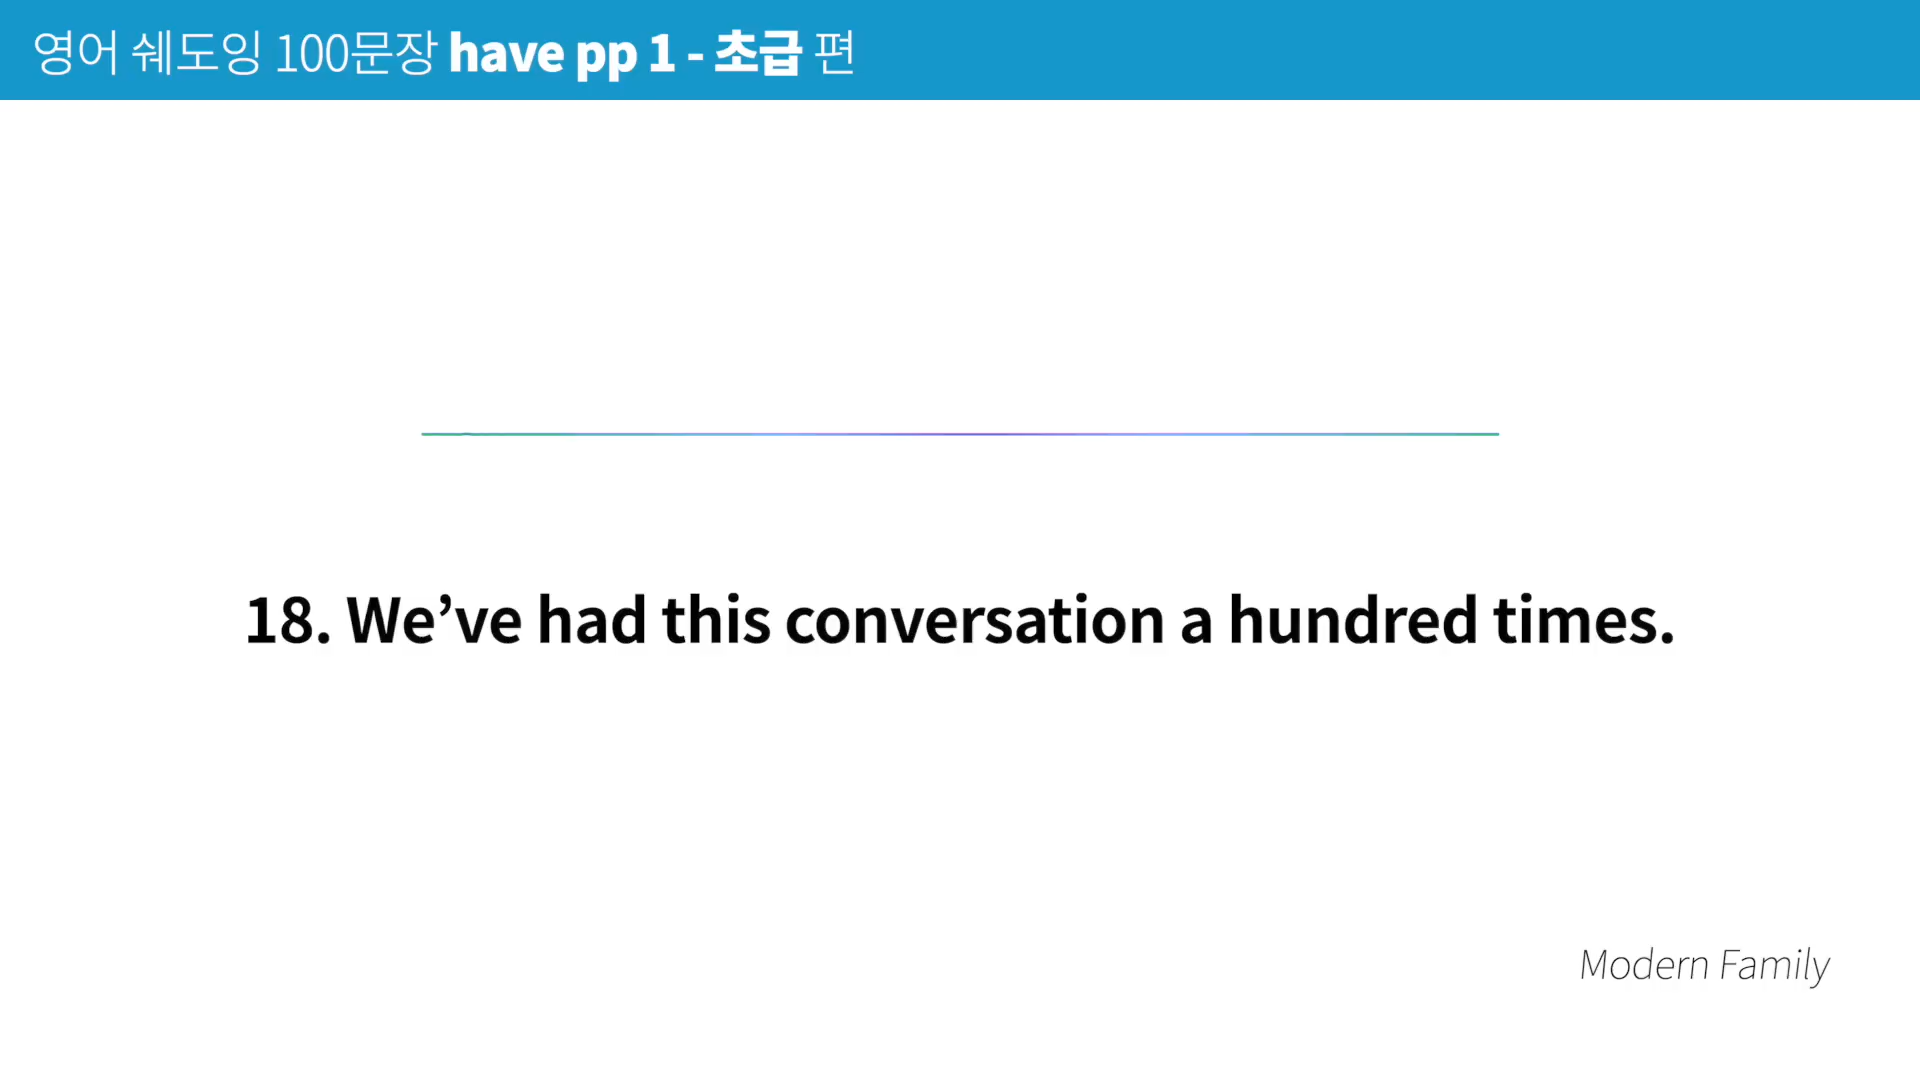 영어 쉐도잉 100문장 have pp 1 - 초급 편
18. We’ve had this conversation a hundred times.
Modern Family